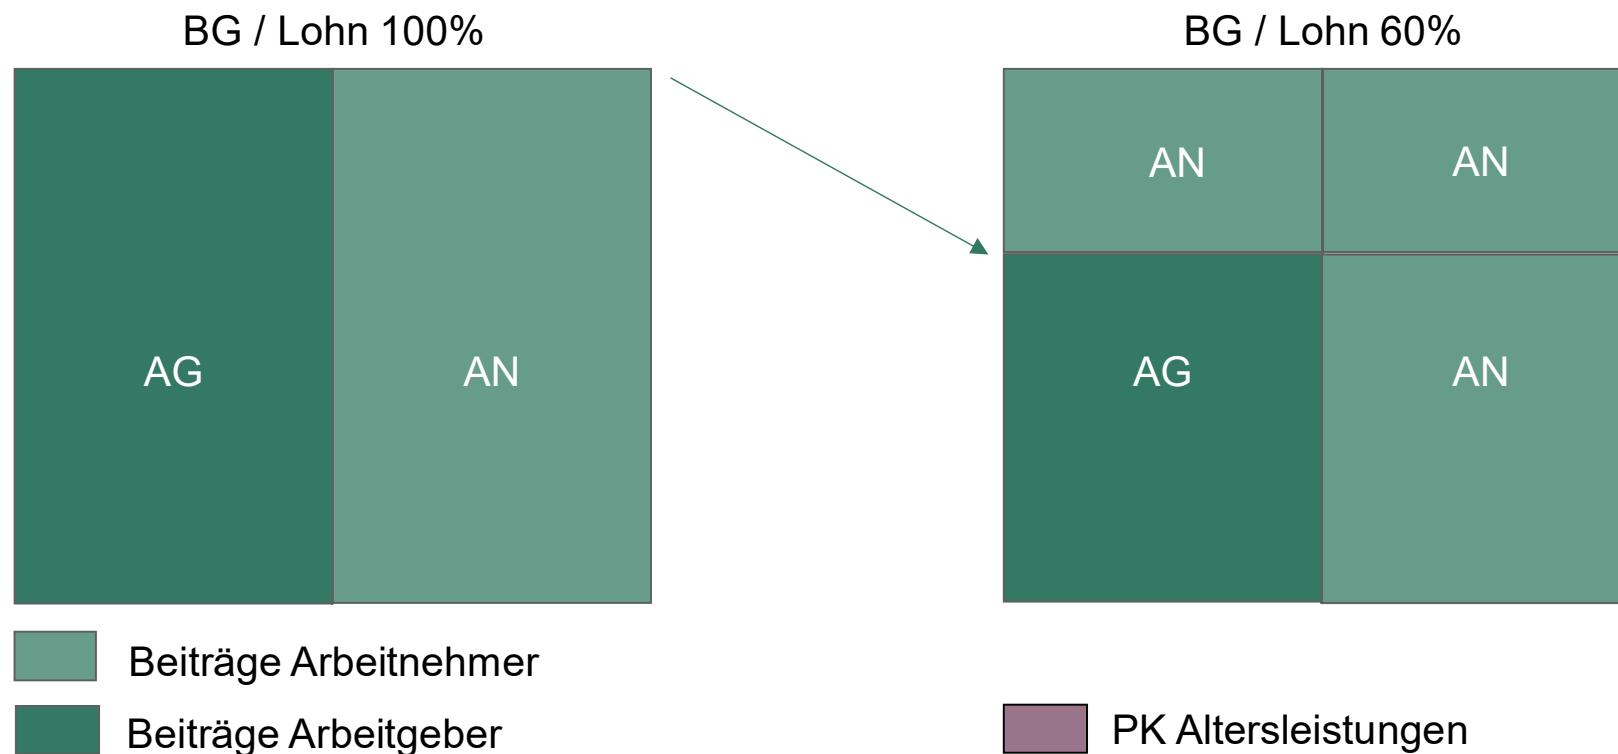 BG / Lohn 100%
BG / Lohn 60%
AN
AN
AG
AN
AG
AN
Beiträge Arbeitnehmer
Beiträge Arbeitgeber
PK Altersleistungen